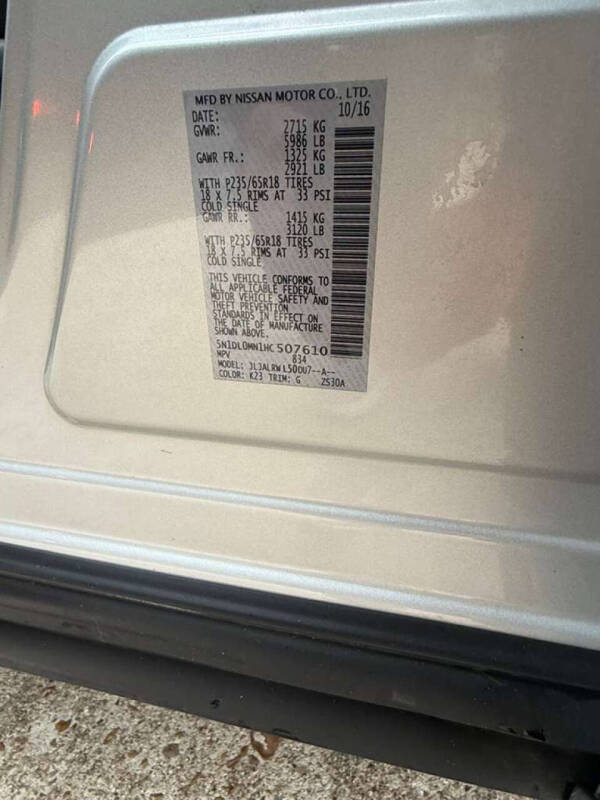 MFD BY NISSAN MOTOR CO., LTD.
DATE: 10/16
GVWR: 2715 KG
5986 LB
GAWR FR.: 1325 KG
2921 LB
WITH P235/65R18 TIRES
18 X 7.5 RIMS AT 33 PSI
COLD SINGLE
GAWR RR.: 1415 KG
3120 LB
WITH P235/65R18 TIRES
18 X 7.5 RIMS AT 33 PSI
COLD SINGLE
THIS VEHICLE CONFORMS TO
ALL APPLICABLE FEDERAL
MOTOR VEHICLE SAFETY AND
THEFT PREVENTION
STANDARDS IN EFFECT ON
THE DATE OF MANUFACTURE
SHOWN ABOVE.
5N1DL0MN1HC507610
MPV 834
MODEL: JLJALRWL50DU7--A--
COLOR: K23 TRIM: G ZS30A